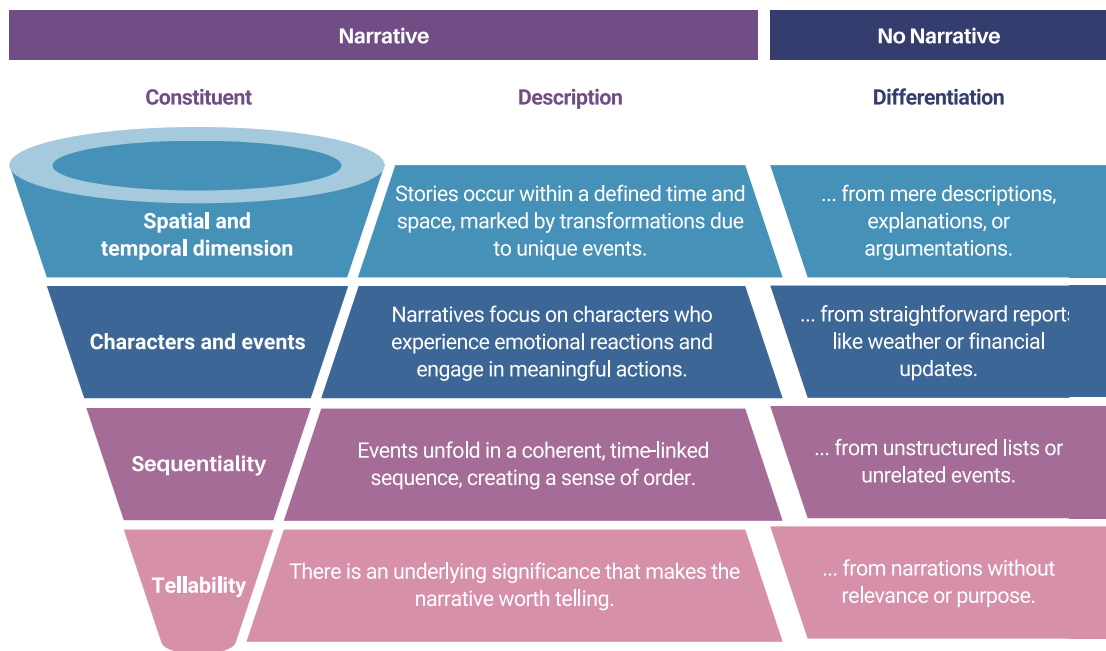 Narrative
No Narrative
Constituent
Description
Differentiation
Spatial and
temporal dimension
Stories occur within a defined time and
space, marked by transformations due
to unique events.
... from mere descriptions,
explanations, or
argumentations.
Characters and events
Narratives focus on characters who
experience emotional reactions and
engage in meaningful actions.
... from straightforward reports
like weather or financial
updates.
Sequentiality
Events unfold in a coherent, time-linked
sequence, creating a sense of order.
... from unstructured lists or
unrelated events.
Tellability
There is an underlying significance that makes the
narrative worth telling.
... from narrations without
relevance or purpose.